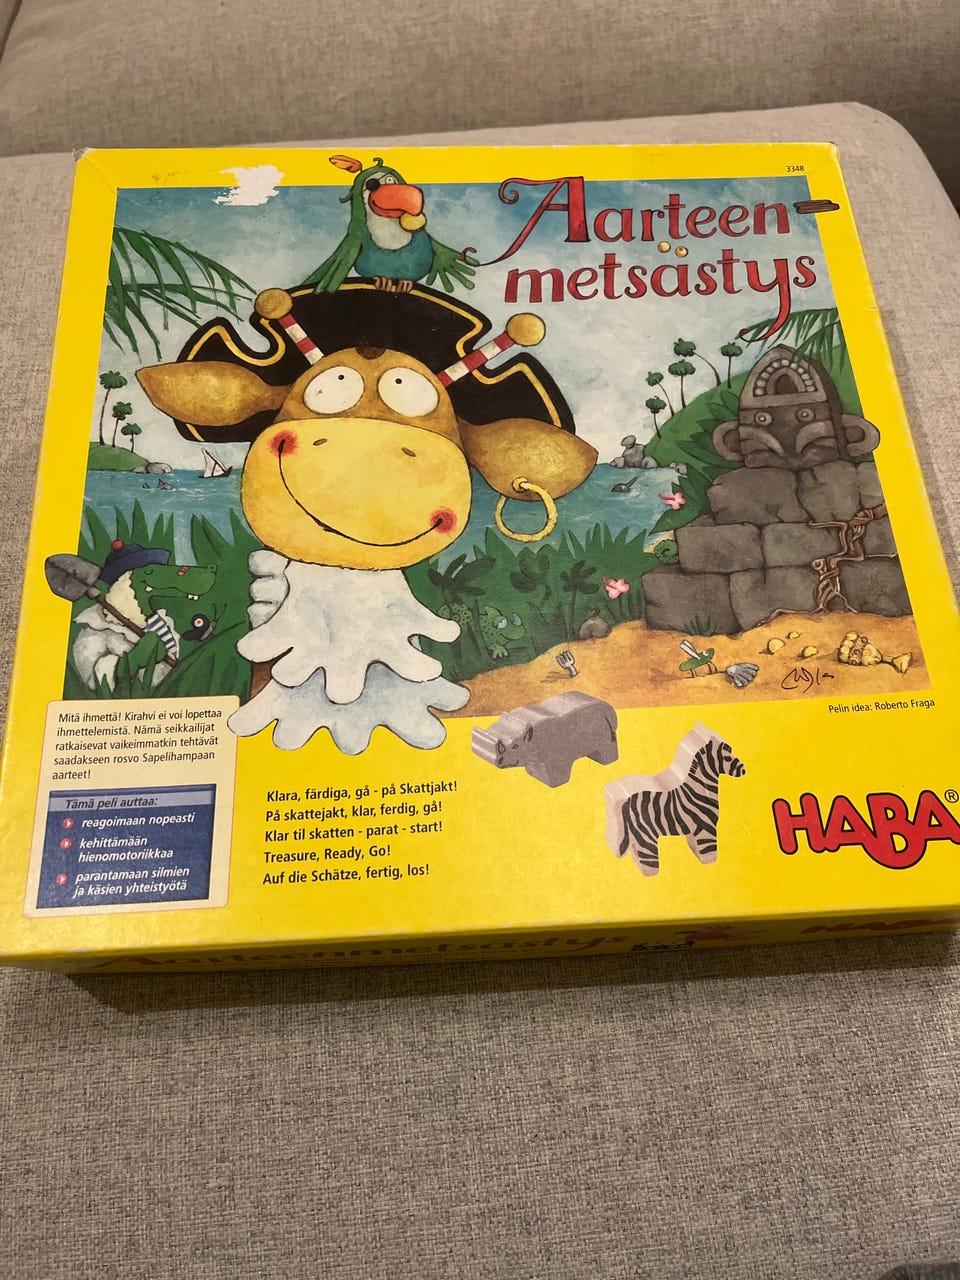 3348
Aarteen-
metsästys
Mitä ihmettä! Kirahvi ei voi lopettaa
ihmettelemistä. Nämä seikkailijat
ratkaisevat vaikeimmatkin tehtävät
saadakseen rosvo Sapelihampaan
aarteet!
Tämä peli auttaa:
reagoimaan nopeasti
kehittämään
hienomotoriikkaa
parantamaan silmien
ja käsien yhteistyötä
Klara, färdiga, gå - på Skattjakt!
På skattejakt, klar, ferdig, gå!
Klar til skatten - parat - start!
Treasure, Ready, Go!
Auf die Schätze, fertig, los!
Pelin idea: Roberto Fraga
HABA®
Aarteenmetsästys
HABA